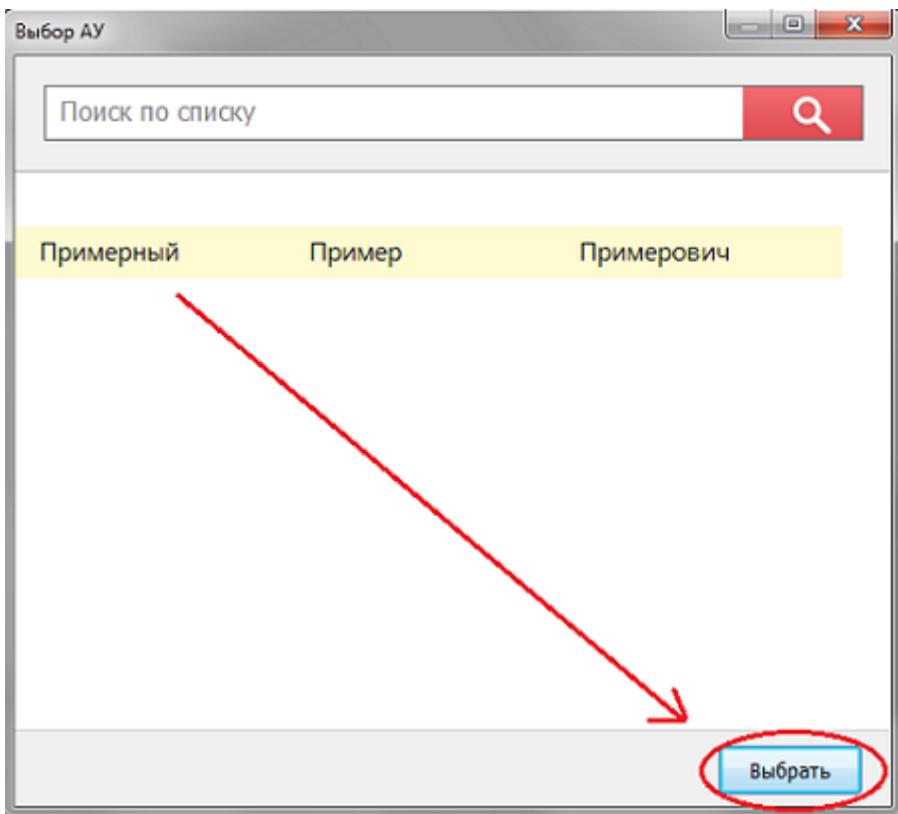 Выбор АУ
Поиск по списку
Примерный Пример Примерович
Выбрать